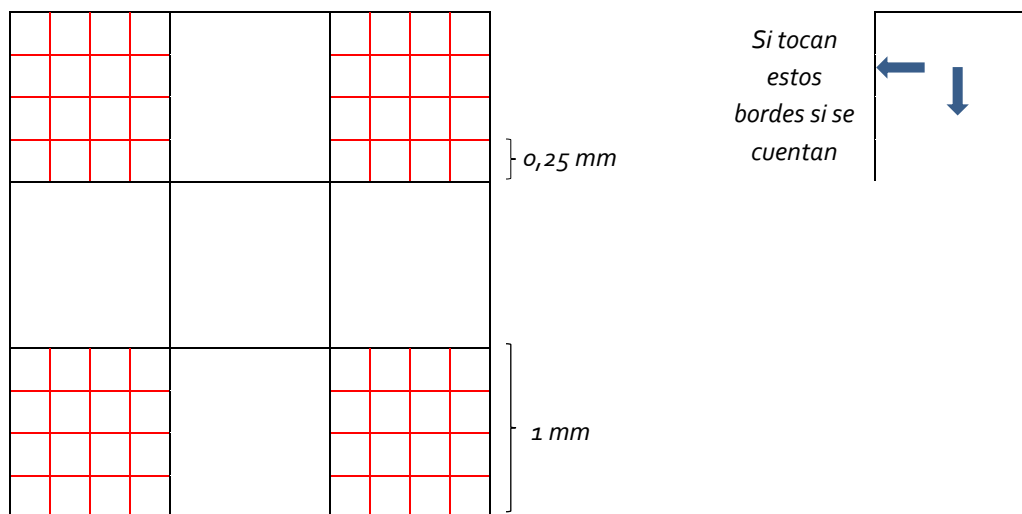 Si tocan
estos
bordes si se
cuentan
0,25 mm
1 mm